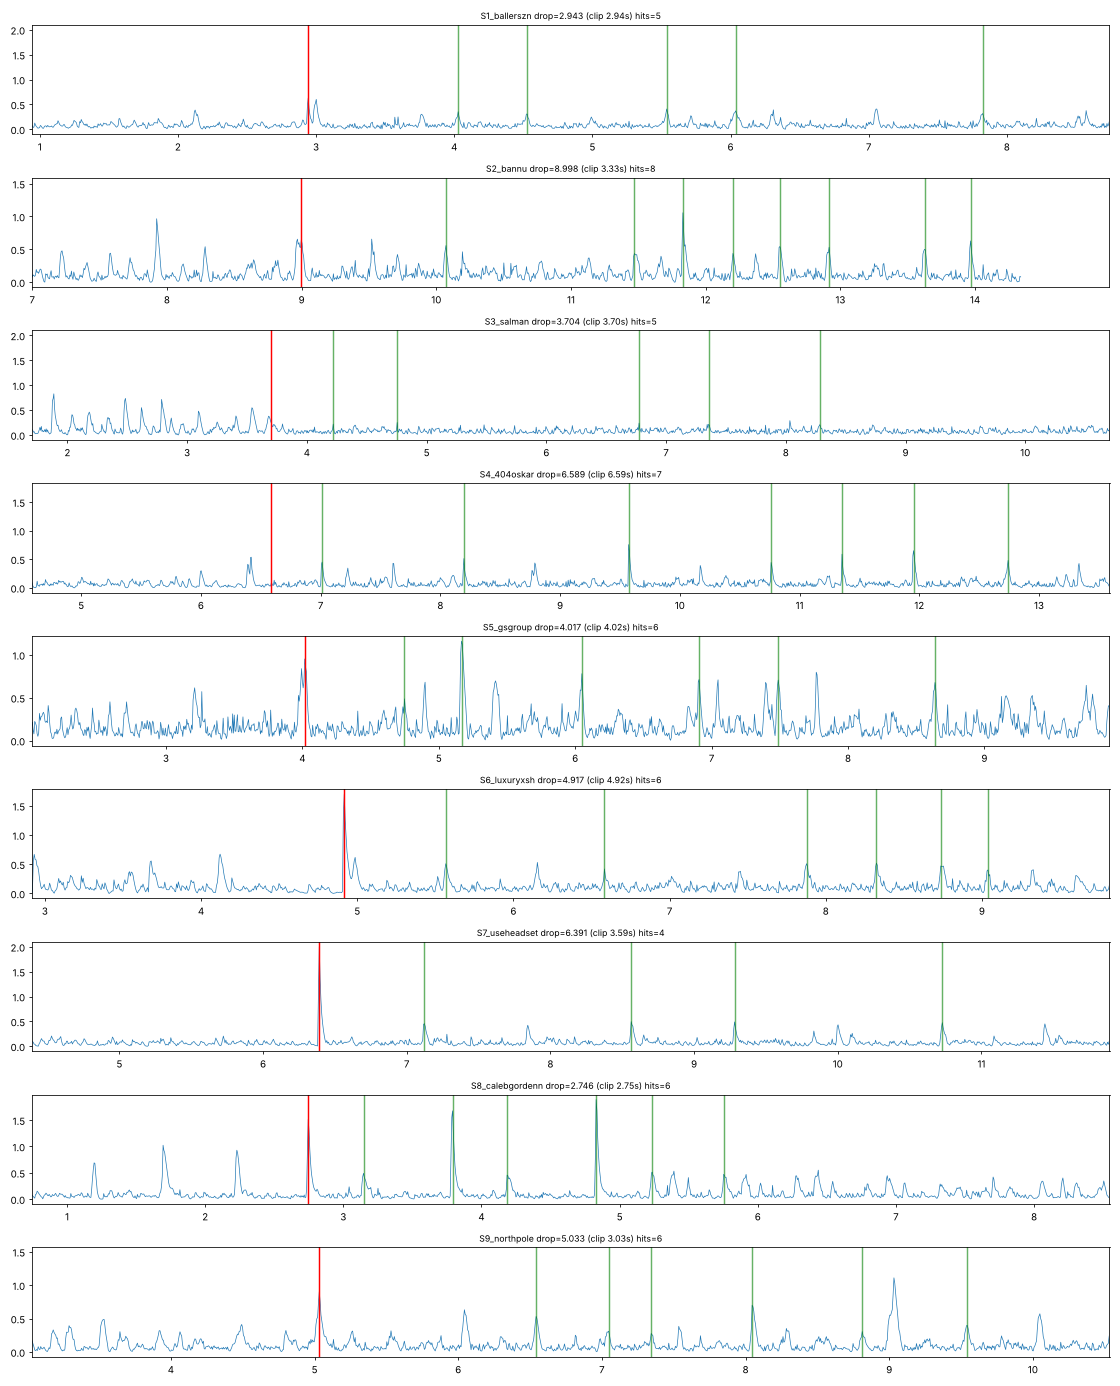 S1_ballerszn drop=2.943 (clip 2.94s) hits=5
2.0
1.5
1.0
0.5
0.0
1 2 3 4 5 6 7 8
S2_bannu drop=8.998 (clip 3.33s) hits=8
1.5
1.0
0.5
0.0
7 8 9 10 11 12 13 14
S3_salman drop=3.704 (clip 3.70s) hits=5
2.0
1.5
1.0
0.5
0.0
2 3 4 5 6 7 8 9 10
S4_404oskar drop=6.589 (clip 6.59s) hits=7
1.5
1.0
0.5
0.0
5 6 7 8 9 10 11 12 13
S5_gsgroup drop=4.017 (clip 4.02s) hits=6
1.0
0.5
0.0
3 4 5 6 7 8 9
S6_luxuryxsh drop=4.917 (clip 4.92s) hits=6
1.5
1.0
0.5
0.0
3 4 5 6 7 8 9
S7_useheadset drop=6.391 (clip 3.59s) hits=4
2.0
1.5
1.0
0.5
0.0
5 6 7 8 9 10 11
S8_calebgordenn drop=2.746 (clip 2.75s) hits=6
1.5
1.0
0.5
0.0
1 2 3 4 5 6 7 8
S9_northpole drop=5.033 (clip 3.03s) hits=6
1.5
1.0
0.5
0.0
4 5 6 7 8 9 10